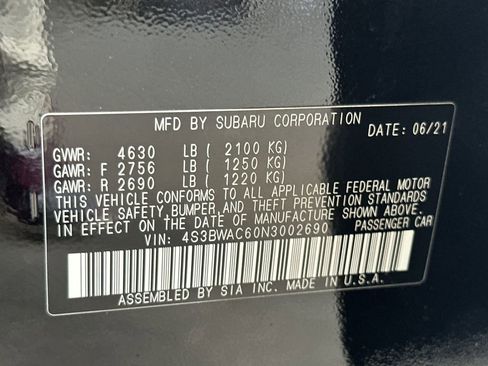 MFD BY SUBARU CORPORATION DATE: 06/21
GVWR: 4630 LB ( 2100 KG)
GAWR: F 2756 LB ( 1250 KG)
GAWR: R 2690 LB ( 1220 KG)
THIS VEHICLE CONFORMS TO ALL APPLICABLE FEDERAL MOTOR
VEHICLE SAFETY, BUMPER, AND THEFT PREVENTION STANDARDS
IN EFFECT ON THE DATE OF MANUFACTURE SHOWN ABOVE.
VIN: 4S3BWAC60N3002690 PASSENGER CAR
ASSEMBLED BY SIA INC. MADE IN U.S.A.